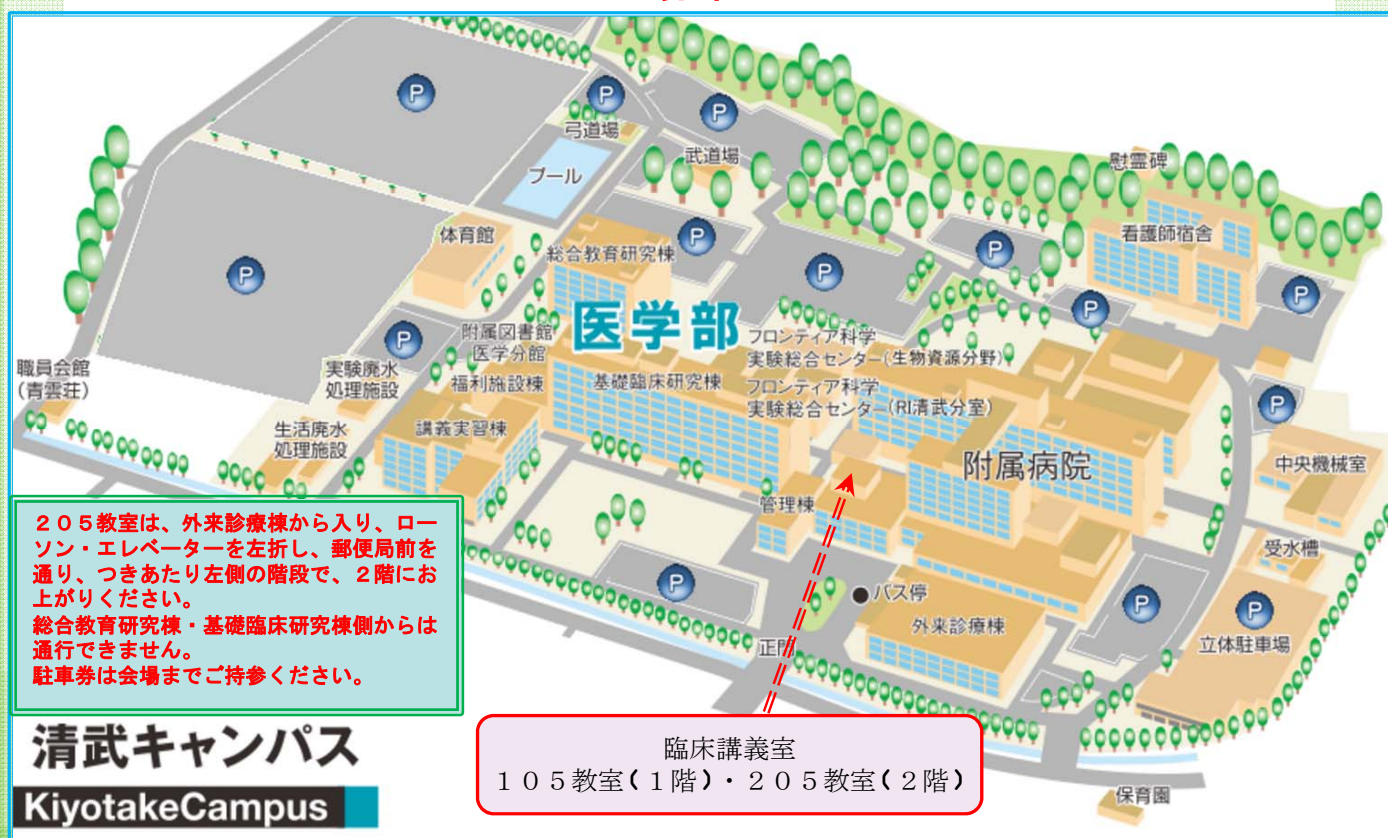 P
P
P
弓道場
武道場
プール
慰霊碑
看護師宿舎
体育館
総合教育研究棟
P
P
P
P
P
P
医学部
附属図書館
医学分館
フロンティア科学
実験総合センター(生物資源分野)
P
実験廃水
処理施設
職員会館
(青雲荘)
福利施設棟
基礎臨床研究棟
フロンティア科学
実験総合センター(RI清武分室)
P
生活廃水
処理施設
講義実習棟
附属病院
中央機械室
管理棟
受水槽
２０５教室は、外来診療棟から入り、ロー
ソン・エレベーターを左折し、郵便局前を
通り、つきあたり左側の階段で、２階にお
上がりください。
総合教育研究棟・基礎臨床研究棟側からは
通行できません。
駐車券は会場までご持参ください。
P
バス停
P
P
外来診療棟
立体駐車場
正門
清武キャンパス
KiyotakeCampus
臨床講義室
１０５教室(１階)・２０５教室(２階)
保育園